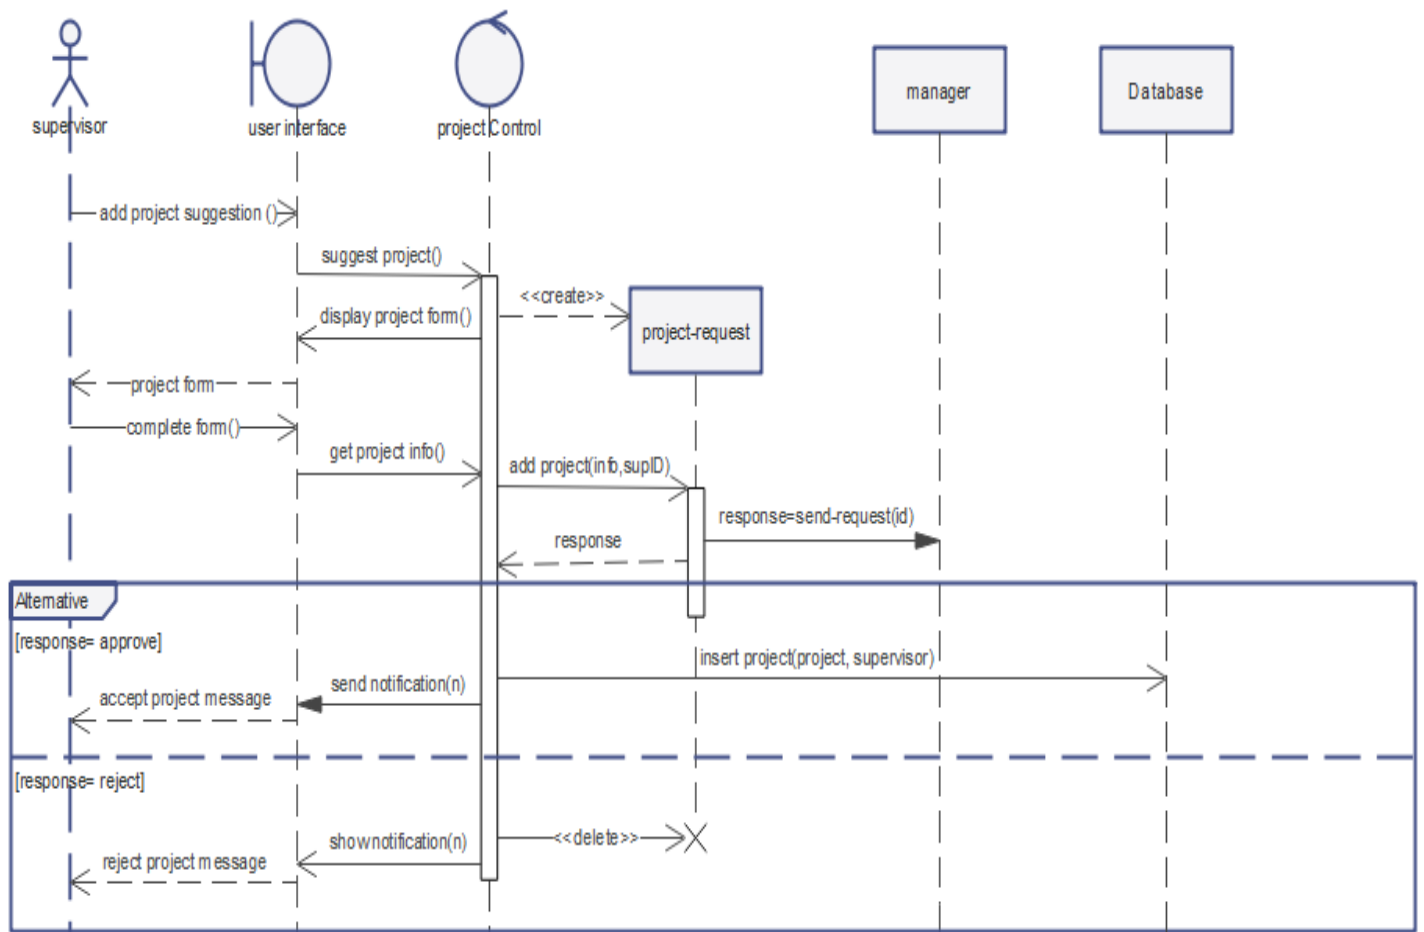 manager
Database
supervisor
user interface
project Control
add project suggestion ()
suggest project()
<<create>>
display project form()
project-request
project form
complete form()
get project info()
add project(info,supID)
response=send-request(id)
response
Alternative
[response= approve]
insert project(project, supervisor)
send notification(n)
accept project message
[response= reject]
show notification(n)
<<delete>>
reject project message